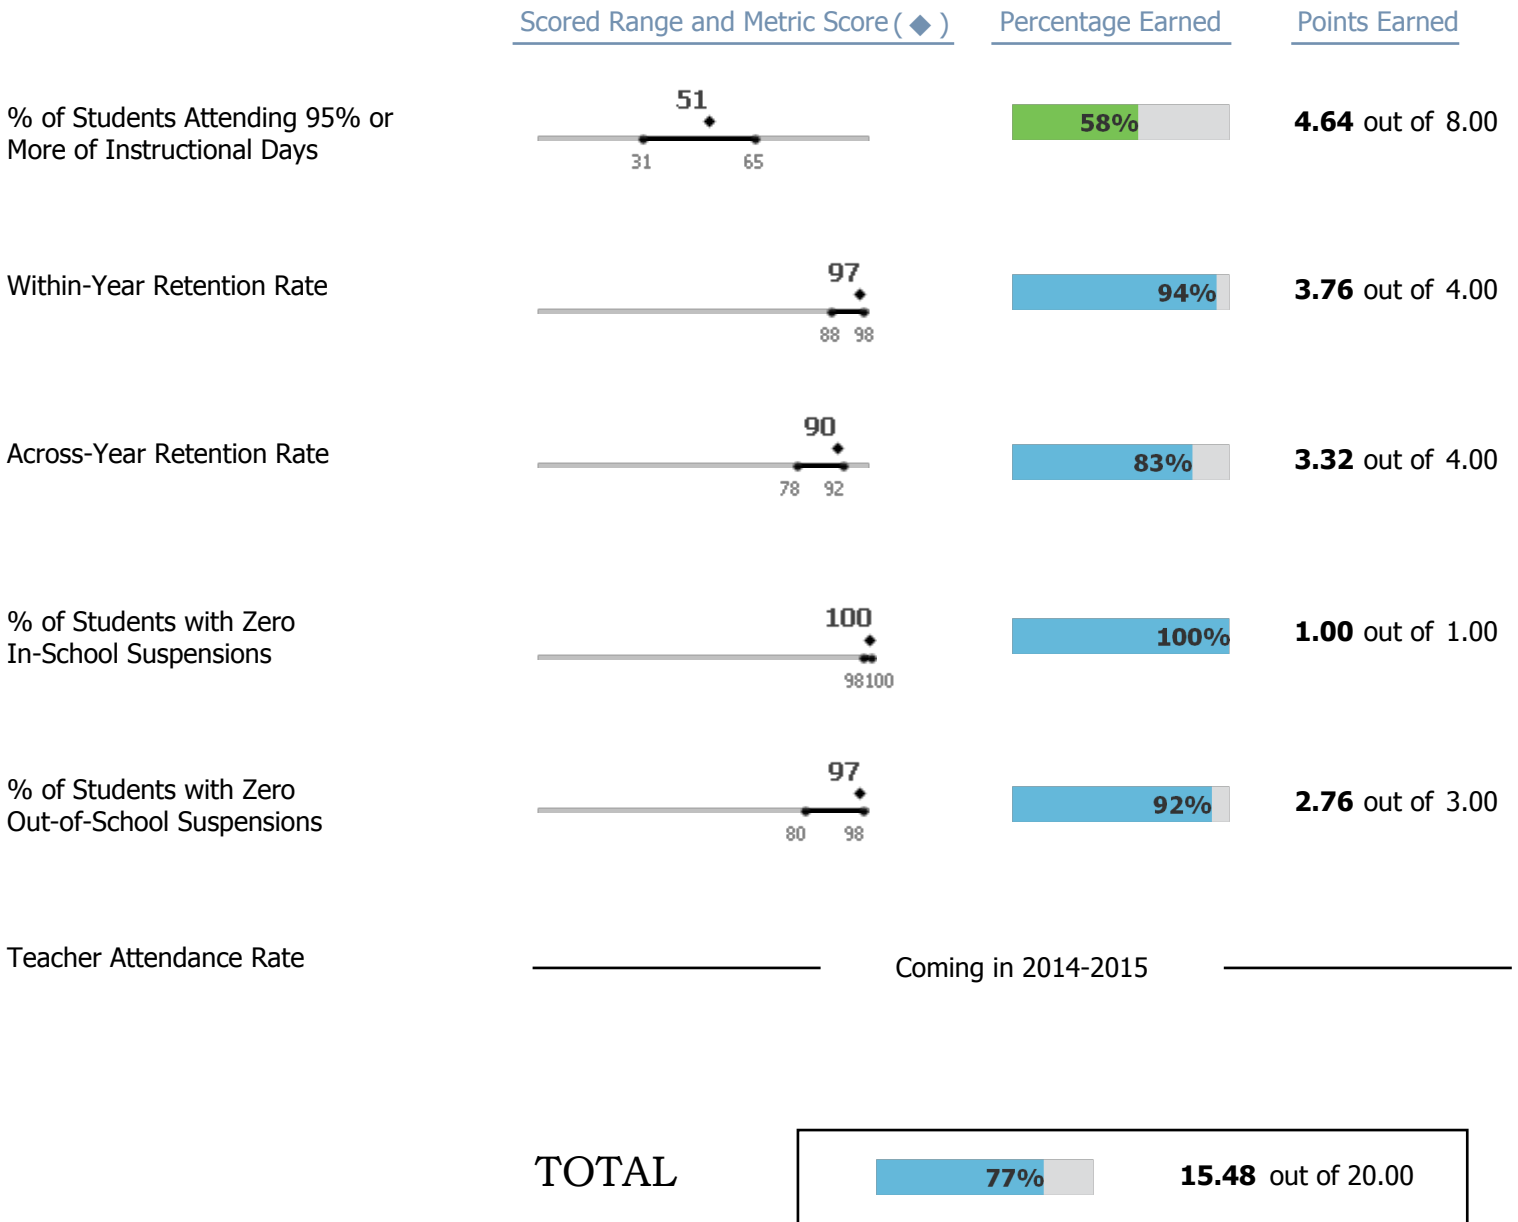 Scored Range and Metric Score ( ◆ ) Percentage Earned Points Earned
51
% of Students Attending 95% or
More of Instructional Days
31 65
58%
4.64 out of 8.00
97
Within-Year Retention Rate
88 98
94%
3.76 out of 4.00
90
Across-Year Retention Rate
78 92
83%
3.32 out of 4.00
100
% of Students with Zero
In-School Suspensions
98 100
100%
1.00 out of 1.00
97
% of Students with Zero
Out-of-School Suspensions
80 98
92%
2.76 out of 3.00
Teacher Attendance Rate
Coming in 2014-2015
TOTAL
77%
15.48 out of 20.00